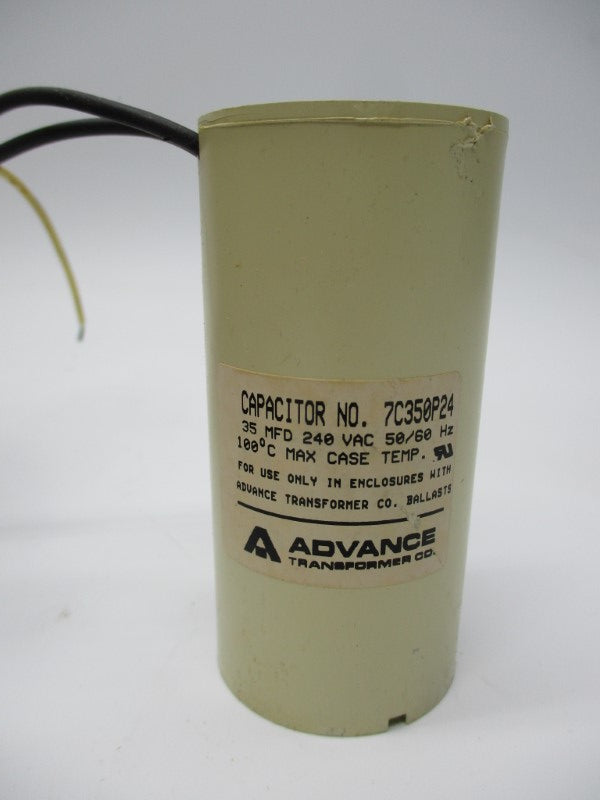 CAPACITOR NO. 7C350P24
35 MFD 240 VAC 50/60 Hz
100°C MAX CASE TEMP.
FOR USE ONLY IN ENCLOSURES WITH
ADVANCE TRANSFORMER CO. BALLASTS
ADVANCE
TRANSFORMER CO.